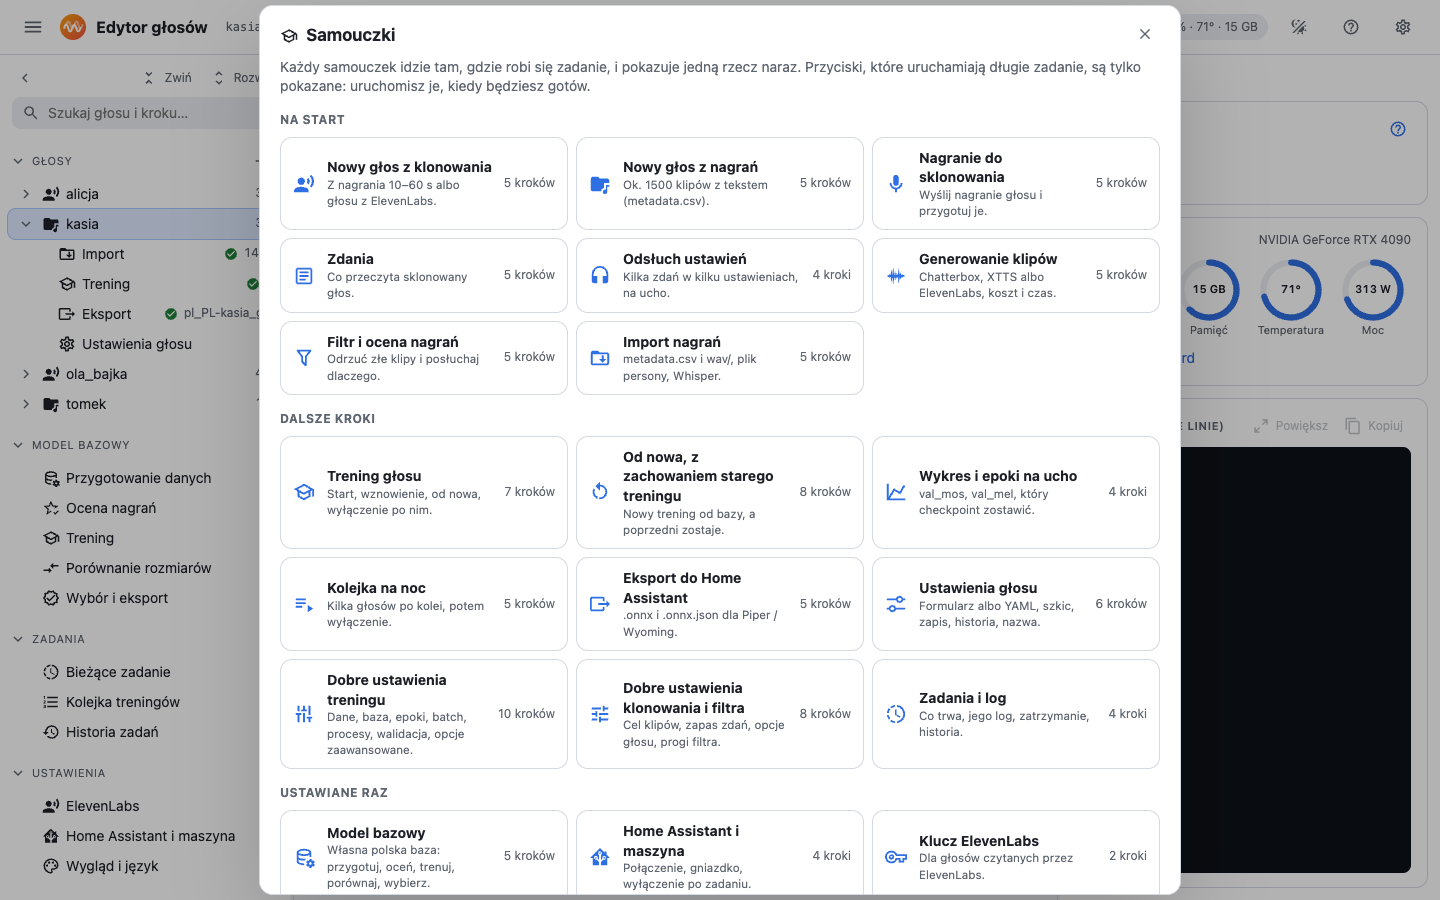 Edytor głosów
kasia
71° · 15 GB
Zwiń
Szukaj głosu i kroku...
GŁOSY
alicja
kasia
Import
Trening
Eksport
Ustawienia głosu
ola_bajka
tomek
MODEL BAZOWY
Przygotowanie danych
Ocena nagrań
Trening
Porównanie rozmiarów
Wybór i eksport
ZADANIA
Bieżące zadanie
Kolejka treningów
Historia zadań
USTAWIENIA
ElevenLabs
Home Assistant i maszyna
Wygląd i język
Samouczki
Każdy samouczek idzie tam, gdzie robi się zadanie, i pokazuje jedną rzecz naraz. Przyciski, które uruchamiają długie zadanie, są tylko
pokazane: uruchomisz je, kiedy będziesz gotów.
NA START
Nowy głos z klonowania
Z nagrania 10–60 s albo
głosu z ElevenLabs.
5 kroków
Nowy głos z nagrań
Ok. 1500 klipów z tekstem
(metadata.csv).
5 kroków
Nagranie do
sklonowania
Wyślij nagranie głosu i
przygotuj je.
5 kroków
Zdania
Co przeczyta sklonowany
głos.
5 kroków
Odsłuch ustawień
Kilka zdań w kilku ustawieniach,
na ucho.
4 kroki
Generowanie klipów
Chatterbox, XTTS albo
ElevenLabs, koszt i czas.
5 kroków
Filtr i ocena nagrań
Odrzuć złe klipy i posłuchaj
dlaczego.
5 kroków
Import nagrań
metadata.csv i wav/, plik
persony, Whisper.
5 kroków
DALSZE KROKI
Trening głosu
Start, wznowienie, od nowa,
wyłączenie po nim.
7 kroków
Od nowa, z
zachowaniem starego
treningu
Nowy trening od bazy, a
poprzedni zostaje.
8 kroków
Wykres i epoki na ucho
val_mos, val_mel, który
checkpoint zostawić.
4 kroki
Kolejka na noc
Kilka głosów po kolei, potem
wyłączenie.
5 kroków
Eksport do Home
Assistant
.onnx i .onnx.json dla Piper /
Wyoming.
5 kroków
Ustawienia głosu
Formularz albo YAML, szkic,
zapis, historia, nazwa.
6 kroków
Dobre ustawienia
treningu
Dane, baza, epoki, batch,
procesy, walidacja, opcje
zaawansowane.
10 kroków
Dobre ustawienia
klonowania i filtra
Cel klipów, zapas zdań, opcje
głosu, progi filtra.
8 kroków
Zadania i log
Co trwa, jego log, zatrzymanie,
historia.
4 kroki
USTAWIANE RAZ
Model bazowy
Własna polska baza:
przygotuj, oceń, trenuj,
porównaj, wybierz.
5 kroków
Home Assistant i
maszyna
Połączenie, gniazdko,
wyłączenie po zadaniu.
4 kroki
Klucz ElevenLabs
Dla głosów czytanych przez
ElevenLabs.
2 kroki
NVIDIA GeForce RTX 4090
15 GB
71°
313 W
Pamięć
Temperatura
Moc
LINIE)
Powiększ
Kopiuj